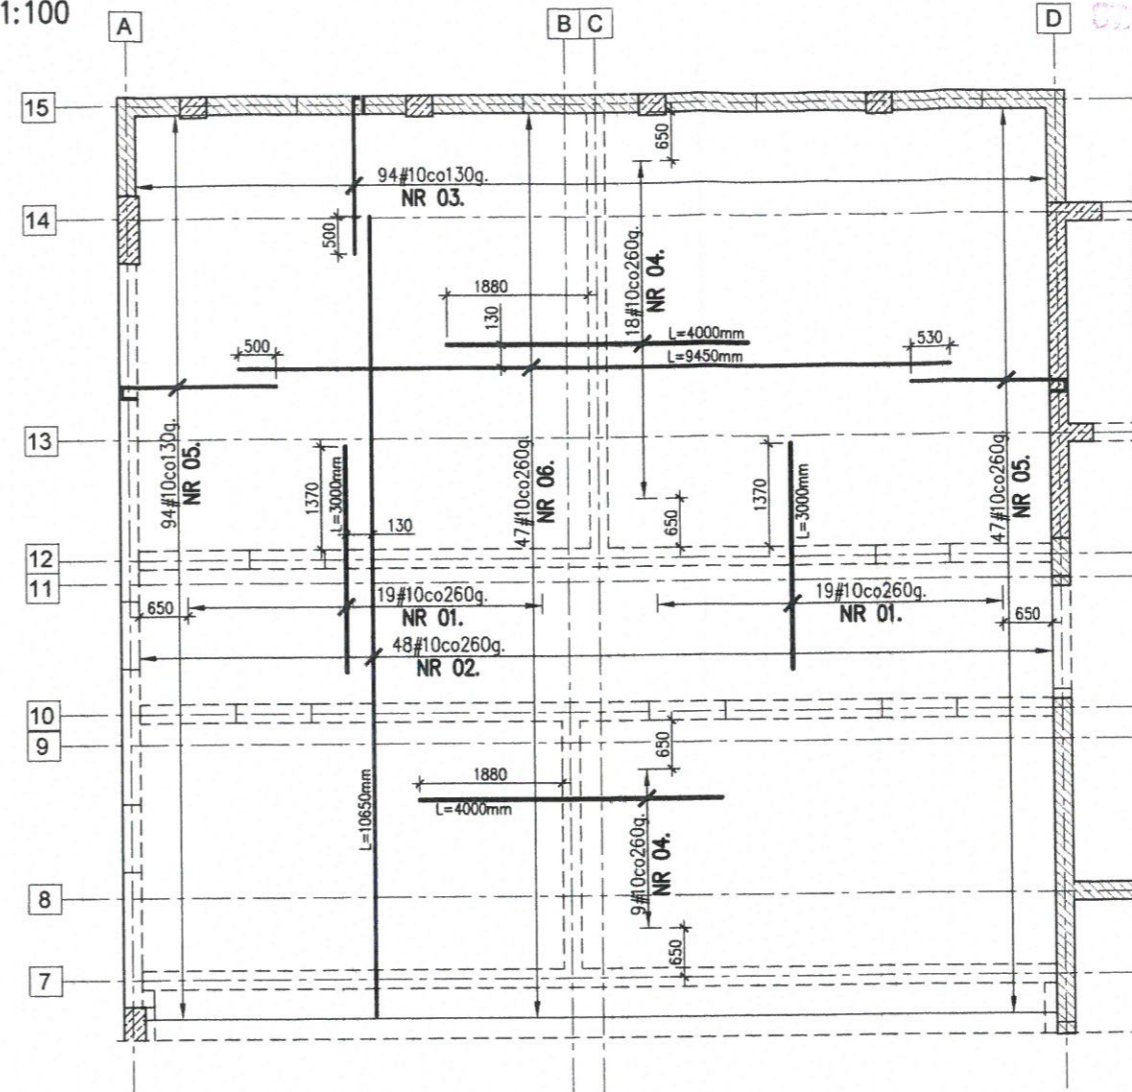 1:100
A
B
C
D
15
650
94#10co130g.
NR 03.
14
500
18#10co260g.
NR 04.
1880
130
L=4000mm
L=9450mm
500
530
13
94#10co130g.
NR 05.
1370
L=3000mm
130
47#10co260g.
NR 06.
650
1370
L=3000mm
47#10co260g.
NR 05.
12
11
650
19#10co260g.
NR 01.
19#10co260g.
NR 01.
650
48#10co260g.
NR 02.
10
9
650
1880
L=4000mm
L=10650mm
9#10co260g.
NR 04.
8
650
7